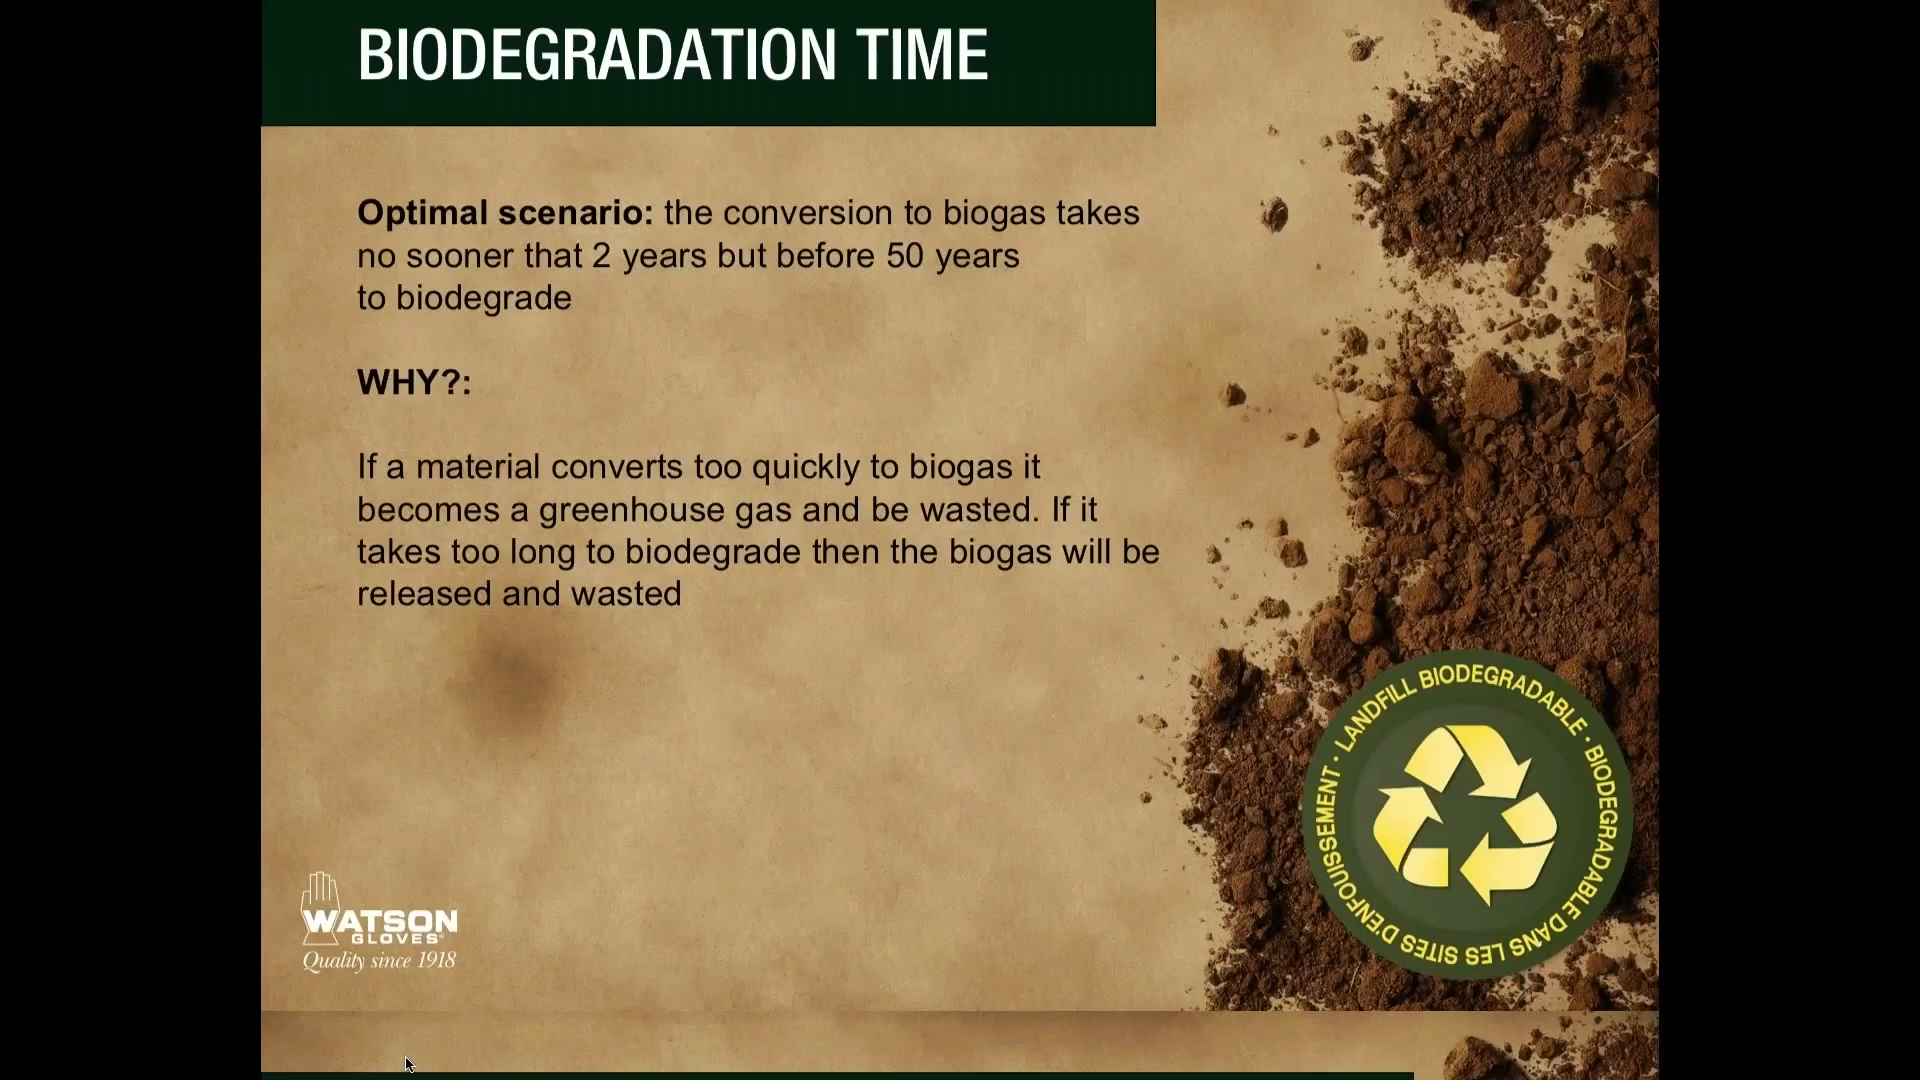 BIODEGRADATION TIME
Optimal scenario: the conversion to biogas takes
no sooner that 2 years but before 50 years
to biodegrade
WHY?:
If a material converts too quickly to biogas it
becomes a greenhouse gas and be wasted. If it
takes too long to biodegrade then the biogas will be
released and wasted
LANDFILL BIODEGRADABLE · BIODEGRADABLE DANS LES SITES D'ENFOUISSEMENT ·
WATSON
GLOVES
Quality since 1918